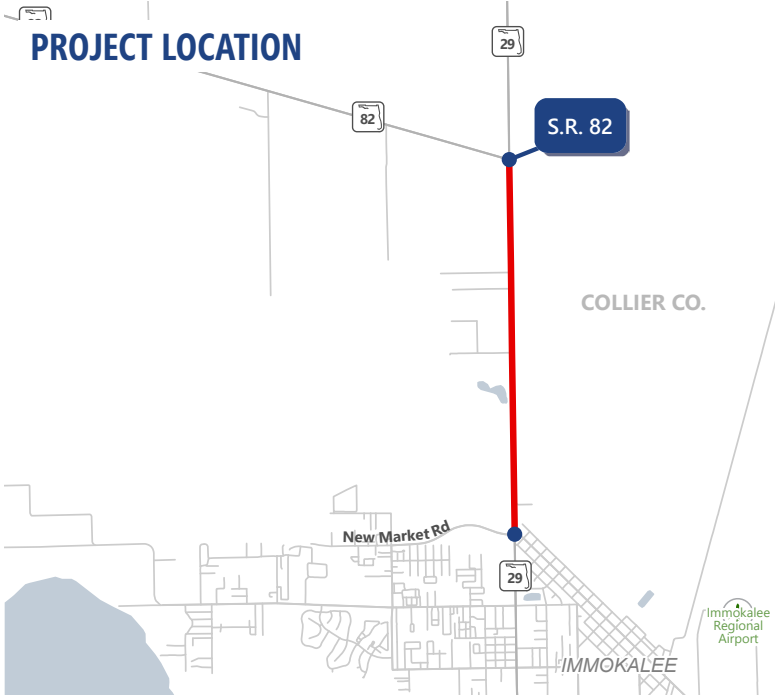 PROJECT LOCATION
29
82
S.R. 82
COLLIER CO.
New Market Rd
29
Immokalee
Regional
Airport
IMMOKALEE